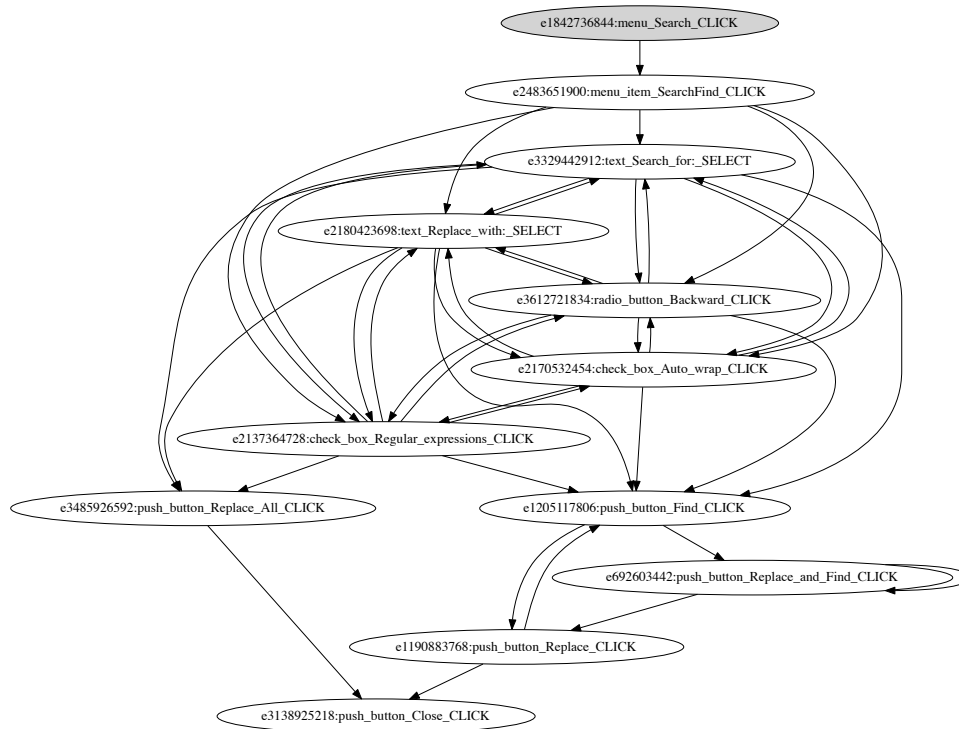 e1842736844:menu_Search_CLICK
e2483651900:menu_item_SearchFind_CLICK
e3329442912:text_Search_for:_SELECT
e2180423698:text_Replace_with:_SELECT
e3612721834:radio_button_Backward_CLICK
e2170532454:check_box_Auto_wrap_CLICK
e2137364728:check_box_Regular_expressions_CLICK
e3485926592:push_button_Replace_All_CLICK
e1205117806:push_button_Find_CLICK
e692603442:push_button_Replace_and_Find_CLICK
e1190883768:push_button_Replace_CLICK
e3138925218:push_button_Close_CLICK